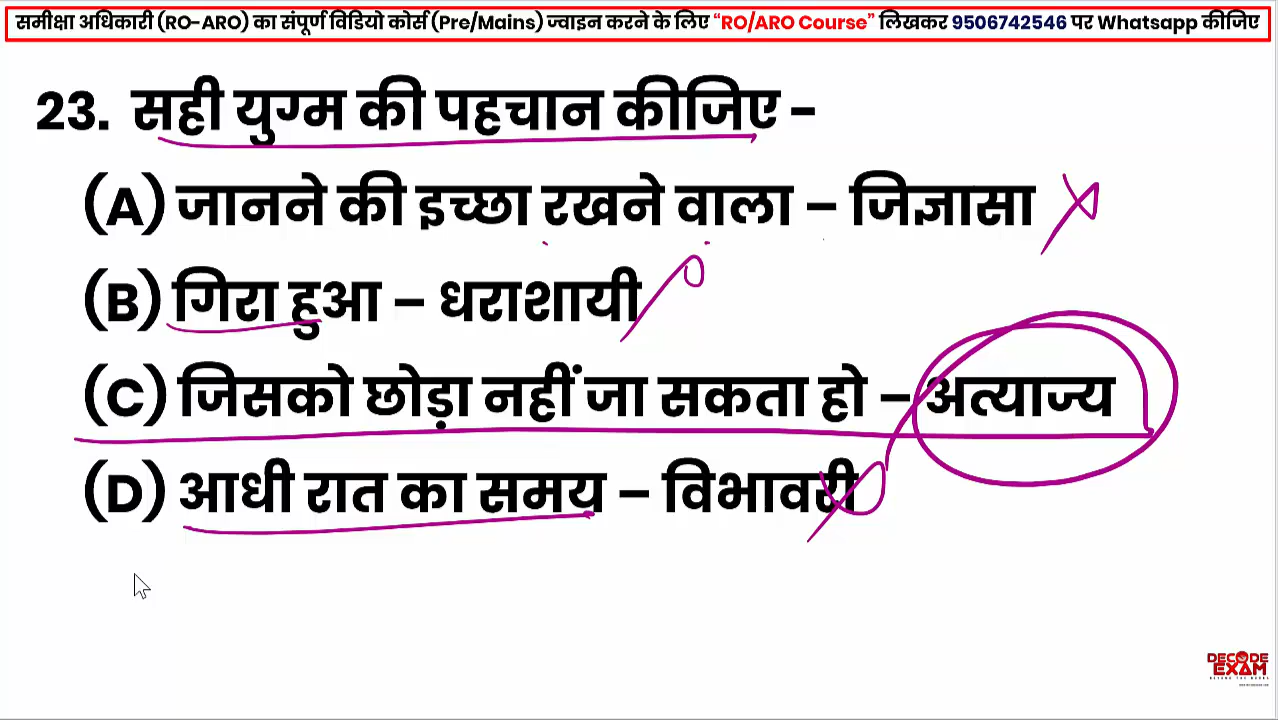 समीक्षा अधिकारी (RO-ARO) का संपूर्ण विडियो कोर्स (Pre/Mains) ज्वाइन करने के लिए “RO/ARO Course” लिखकर 9506742546 पर Whatsapp कीजिए
23. सही युग्म की पहचान कीजिए -
(A) जानने की इच्छा रखने वाला – जिज्ञासा
(B) गिरा हुआ – धराशायी
(C) जिसको छोड़ा नहीं जा सकता हो – अत्याज्य
(D) आधी रात का समय – विभावरी
DECODE
EXAM